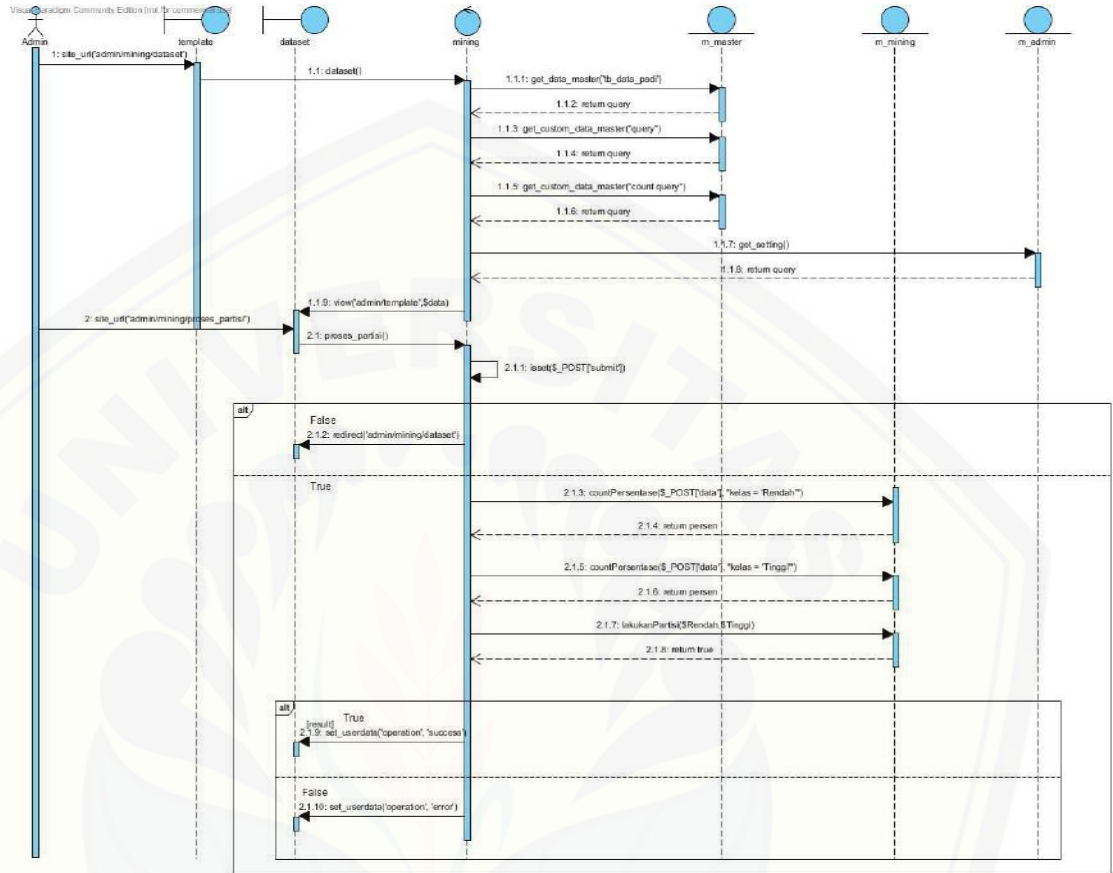 Visual Paradigm Community Edition [not for commercial use]
Admin
template
dataset
mining
m_master
m_mining
m_admin
1: site_url('admin/mining/dataset')
1.1: dataset()
1.1.1: get_data_master("tb_data_padi")
1.1.2: return query
1.1.3: get_custom_data_master("query")
1.1.4: return query
1.1.5: get_custom_data_master("count query")
1.1.6: return query
1.1.7: get_setting()
1.1.8: return query
1.1.9: view('admin/template',$data)
2: site_url("admin/mining/proses_partisi")
2.1: proses_partisi()
2.1.1: isset($_POST['submit'])
alt
False
2.1.2: redirect('admin/mining/dataset')
True
2.1.3: countPersentase($_POST['data'], "kelas = 'Rendah'")
2.1.4: return persen
2.1.5: countPersentase($_POST['data'], "kelas = 'Tinggi'")
2.1.6: return persen
2.1.7: lakukanPartisi($Rendah,$Tinggi)
2.1.8: return true
alt
True
[result]
2.1.9: set_userdata('operation', 'success')
False
2.1.10: set_userdata('operation', 'error')
UNIVERSITAS